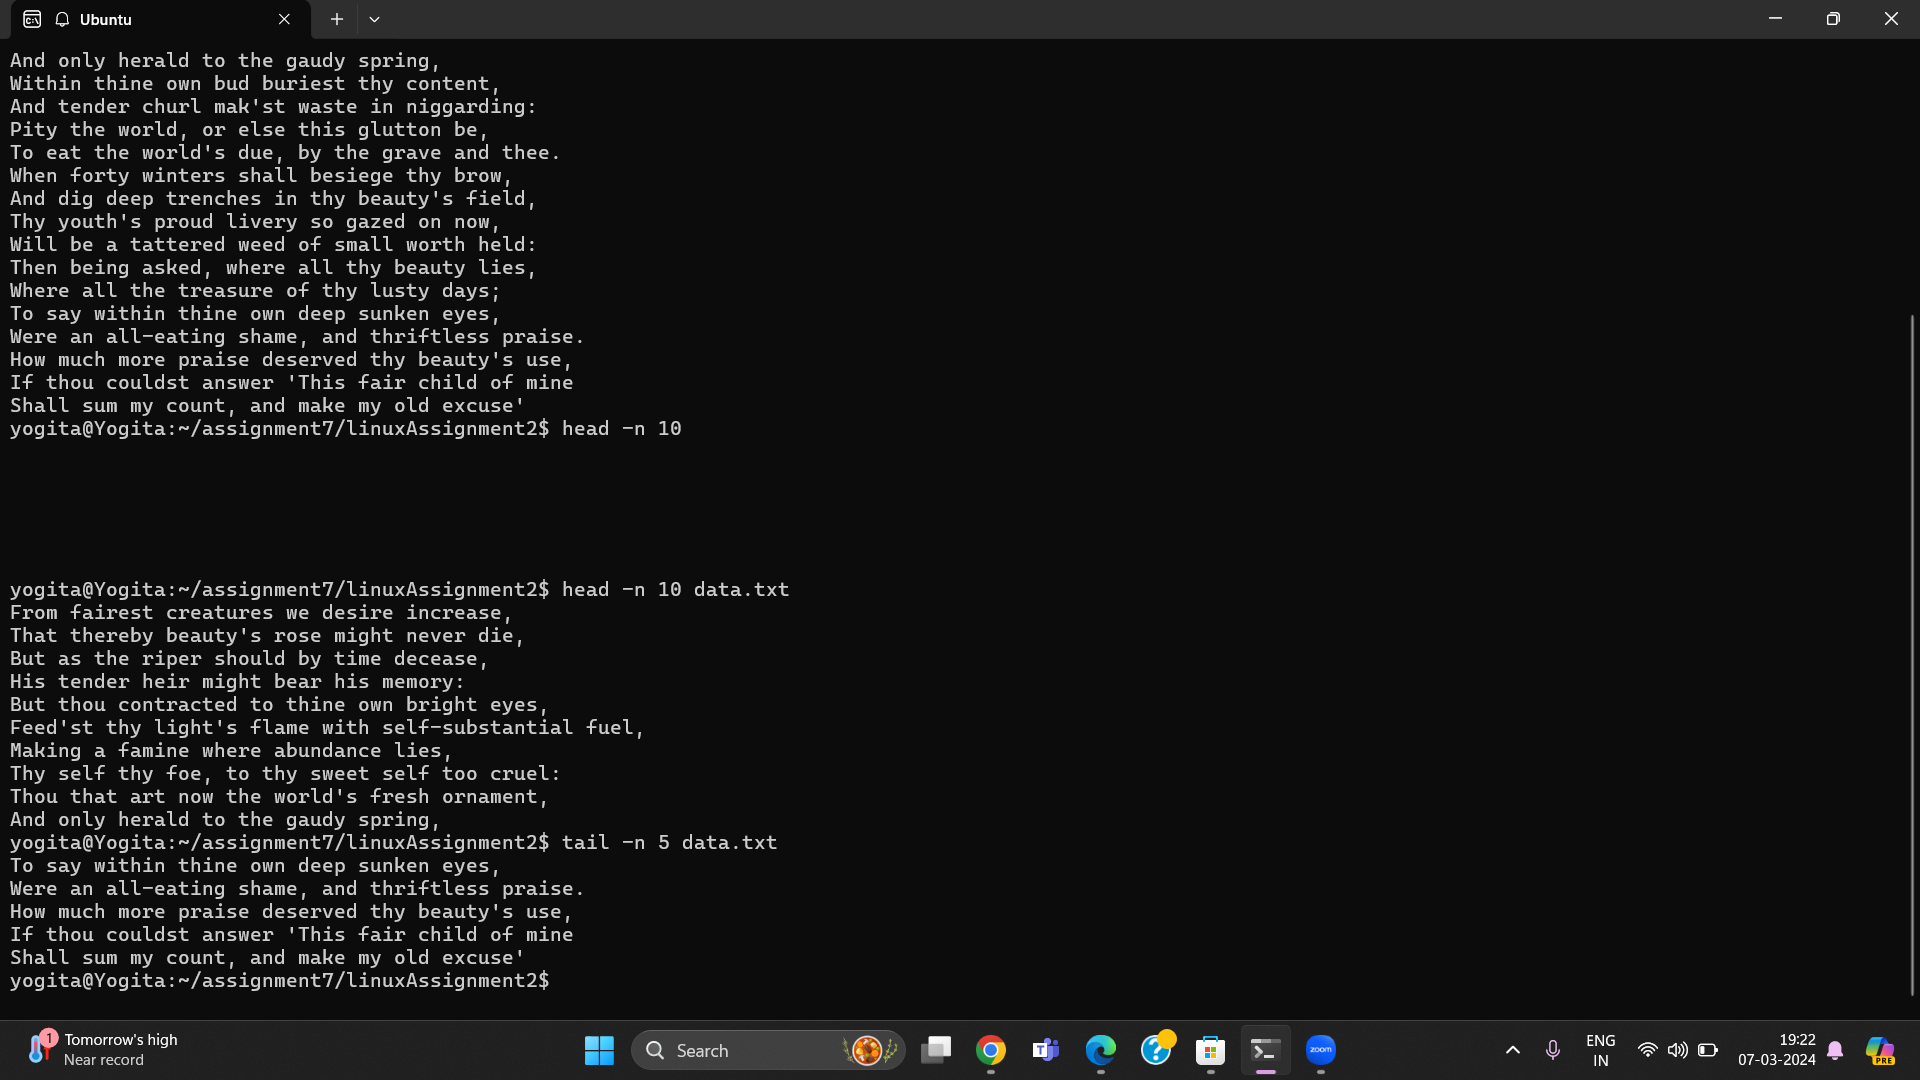 Ubuntu
And only herald to the gaudy spring,
Within thine own bud buriest thy content,
And tender churl mak'st waste in niggarding:
Pity the world, or else this glutton be,
To eat the world's due, by the grave and thee.
When forty winters shall besiege thy brow,
And dig deep trenches in thy beauty's field,
Thy youth's proud livery so gazed on now,
Will be a tattered weed of small worth held:
Then being asked, where all thy beauty lies,
Where all the treasure of thy lusty days;
To say within thine own deep sunken eyes,
Were an all-eating shame, and thriftless praise.
How much more praise deserved thy beauty's use,
If thou couldst answer 'This fair child of mine
Shall sum my count, and make my old excuse'
yogita@Yogita:~/assignment7/linuxAssignment2$ head -n 10
yogita@Yogita:~/assignment7/linuxAssignment2$ head -n 10 data.txt
From fairest creatures we desire increase,
That thereby beauty's rose might never die,
But as the riper should by time decease,
His tender heir might bear his memory:
But thou contracted to thine own bright eyes,
Feed'st thy light's flame with self-substantial fuel,
Making a famine where abundance lies,
Thy self thy foe, to thy sweet self too cruel:
Thou that art now the world's fresh ornament,
And only herald to the gaudy spring,
yogita@Yogita:~/assignment7/linuxAssignment2$ tail -n 5 data.txt
To say within thine own deep sunken eyes,
Were an all-eating shame, and thriftless praise.
How much more praise deserved thy beauty's use,
If thou couldst answer 'This fair child of mine
Shall sum my count, and make my old excuse'
yogita@Yogita:~/assignment7/linuxAssignment2$
1
Tomorrow's high
Near record
Search
zoom
ENG
IN
19:22
07-03-2024
PRE